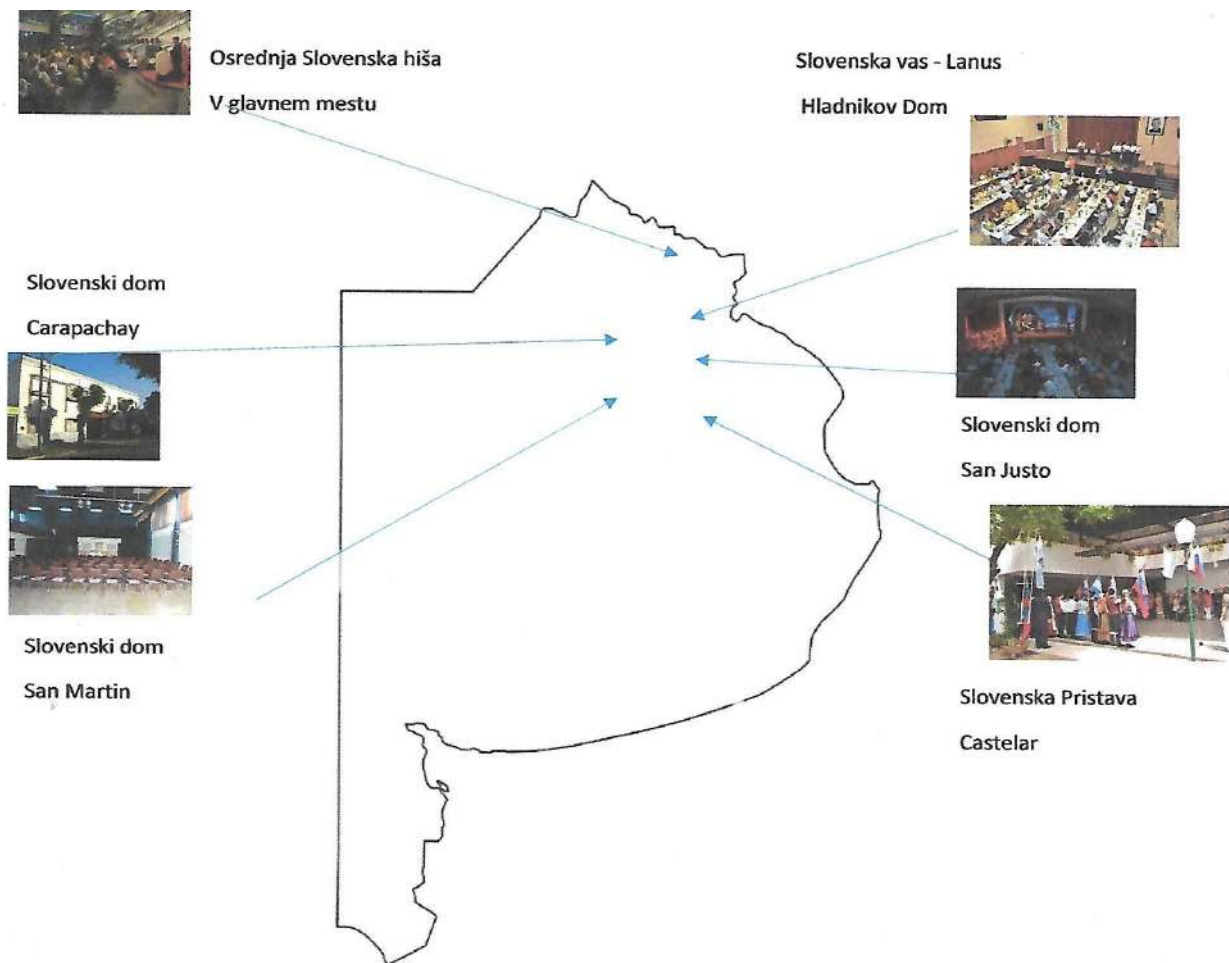 Osrednja Slovenska hiša
V glavnem mestu
Slovenska vas - Lanus
Hladnikov Dom
Slovenski dom
Carapachay
Slovenski dom
San Justo
Slovenski dom
San Martin
Slovenska Pristava
Castelar